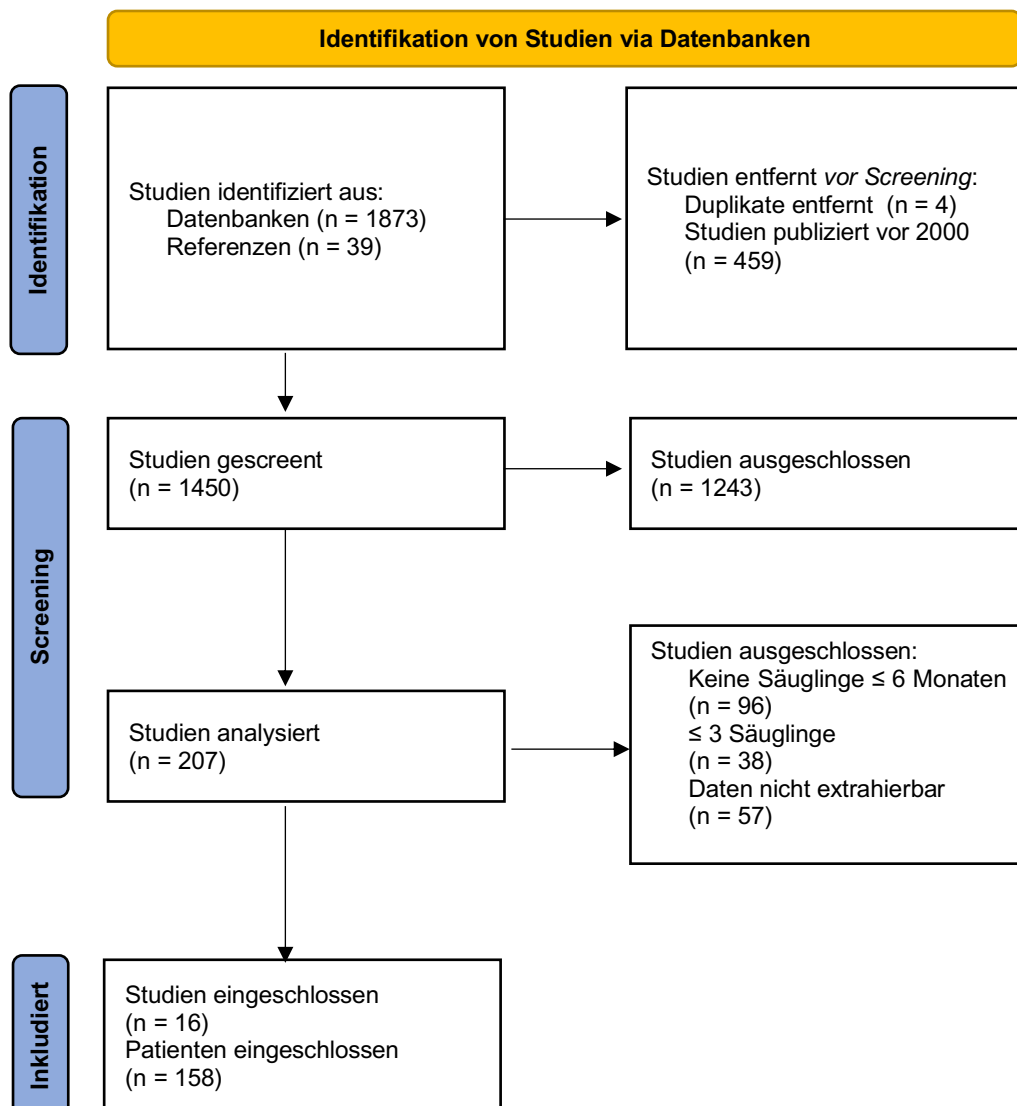 Identifikation von Studien via Datenbanken
Identifikation
Studien identifiziert aus:
Datenbanken (n = 1873)
Referenzen (n = 39)
Studien entfernt vor Screening:
Duplikate entfernt  (n = 4)
Studien publiziert vor 2000
(n = 459)
Screening
Studien gescreent
(n = 1450)
Studien ausgeschlossen
(n = 1243)
Studien analysiert
(n = 207)
Studien ausgeschlossen:
Keine Säuglinge ≤ 6 Monaten
(n = 96)
≤ 3 Säuglinge
(n = 38)
Daten nicht extrahierbar
(n = 57)
Inkludiert
Studien eingeschlossen
(n = 16)
Patienten eingeschlossen
(n = 158)